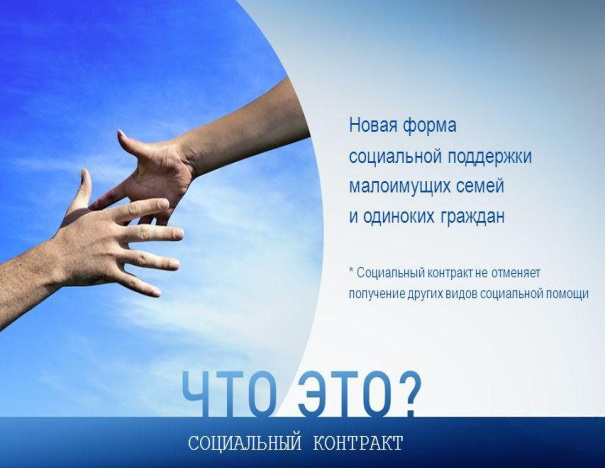 Новая форма
социальной поддержки
малоимущих семей
и одиноких граждан
* Социальный контракт не отменяет
получение других видов социальной помощи
ЧТО ЭТО?
СОЦИАЛЬНЫЙ КОНТРАКТ